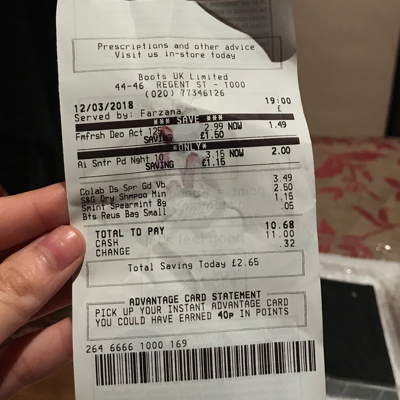 Prescriptions and other advice
Visit us in-store today
Boots UK Limited
44-46 REGENT ST - 1000
(020) 77346126
12/03/2018 19:00
Served by: Farzama £
*** SAVE ***
Fmfrsh Deo Act 125 2.99 NOW 1.49
SAVING £1.50
*ONLY*
Ai Sntr Pd Nght 10 3.15 NOW 2.00
SAVING £1.15
Colab Ds Spr Gd Vb 3.49
S&G Dry Shmpoo Min 2.50
Smint Spearmint 8g 1.15
Bts Reus Bag Small .05
TOTAL TO PAY 10.68
CASH 11.00
CHANGE .32
Total Saving Today £2.65
ADVANTAGE CARD STATEMENT
PICK UP YOUR INSTANT ADVANTAGE CARD
YOU COULD HAVE EARNED 40p IN POINTS
264 6666 1000 169